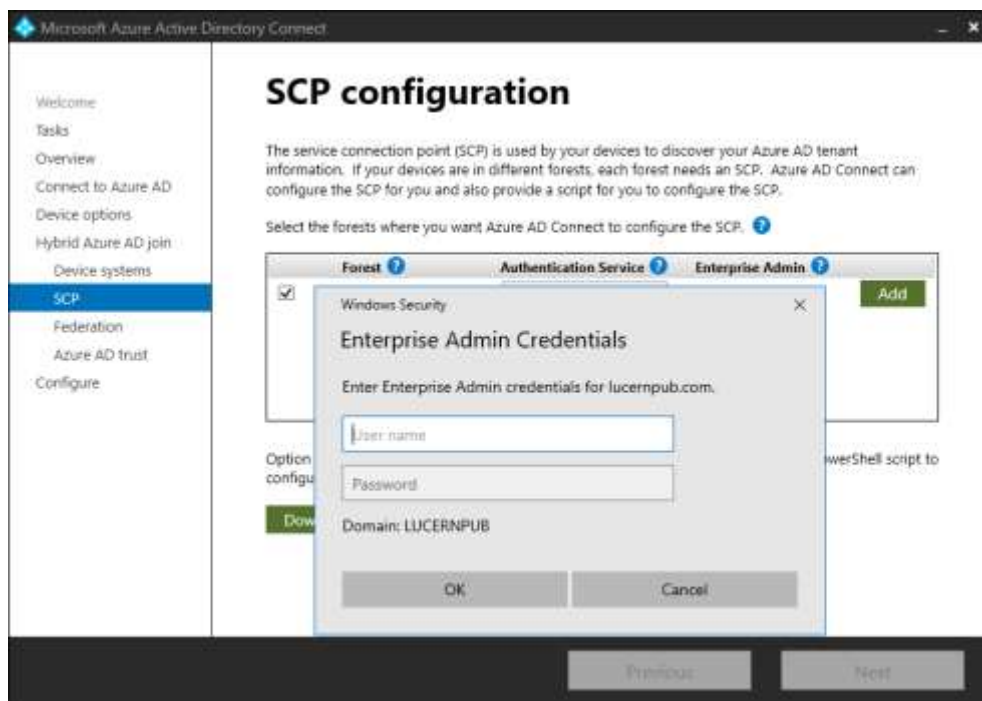 Microsoft Azure Active Directory Connect
Welcome
Tasks
Overview
Connect to Azure AD
Device options
Hybrid Azure AD join
Device systems
SCP
Federation
Azure AD trust
Configure
SCP configuration
The service connection point (SCP) is used by your devices to discover your Azure AD tenant
information. If your devices are in different forests, each forest needs an SCP. Azure AD Connect can
configure the SCP for you and also provide a script for you to configure the SCP.
Select the forests where you want Azure AD Connect to configure the SCP. ?
Forest ? Authentication Service ? Enterprise Admin ?
Add
Windows Security
Enterprise Admin Credentials
Enter Enterprise Admin credentials for lucernpub.com.
User name
Password
Domain: LUCERNPUB
OK Cancel
Option
werShell script to
configu
Dow
Previous Next